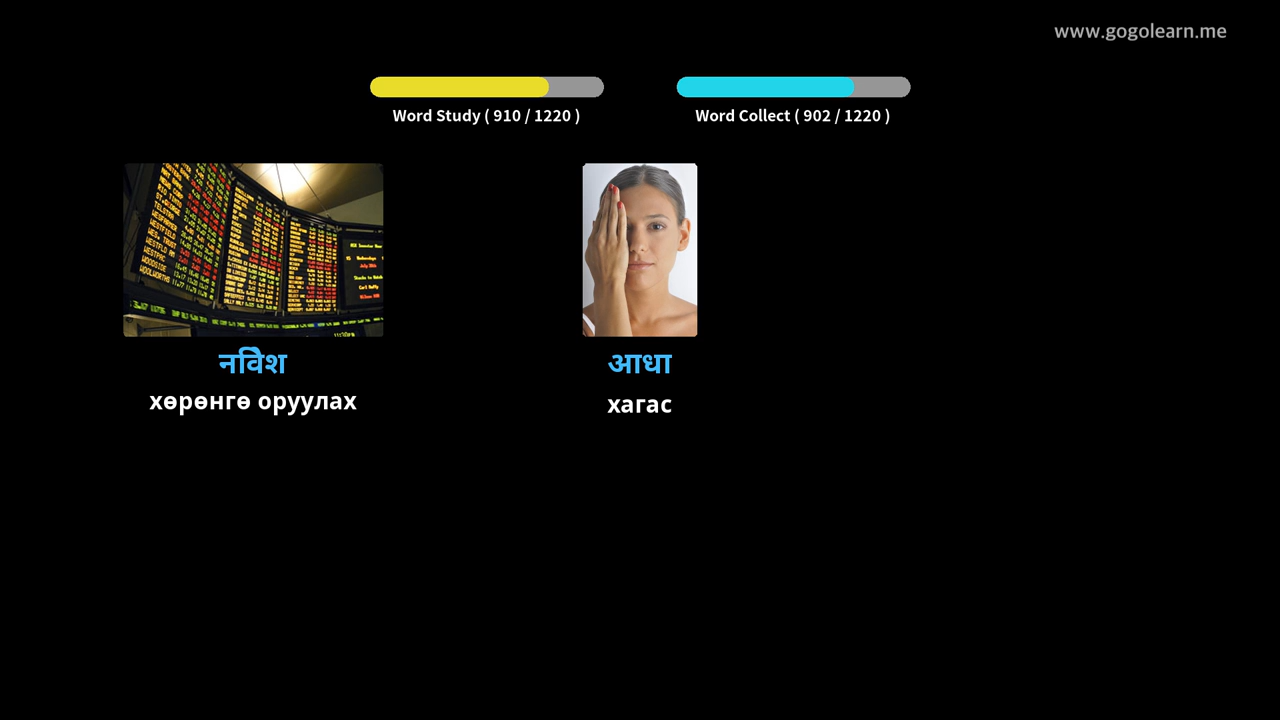 www.gogolearn.me
Word Study ( 910 / 1220 )
Word Collect ( 902 / 1220 )
निवेश
आधा
хөрөнгө оруулах
хагас